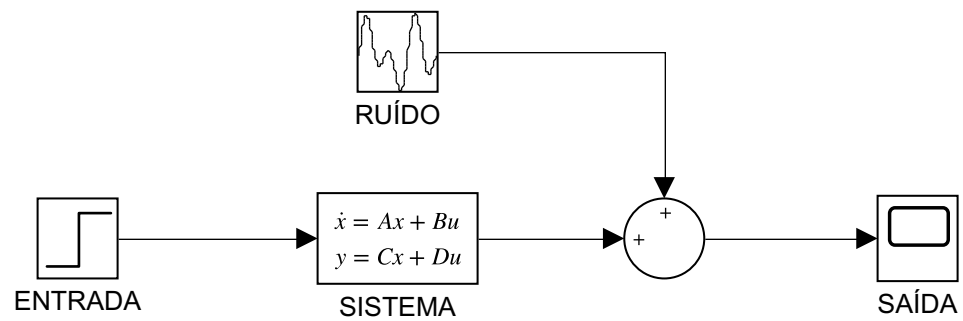 RUÍDO
+
+
ẋ = Ax + Bu
y = Cx + Du
ENTRADA
SISTEMA
SAÍDA